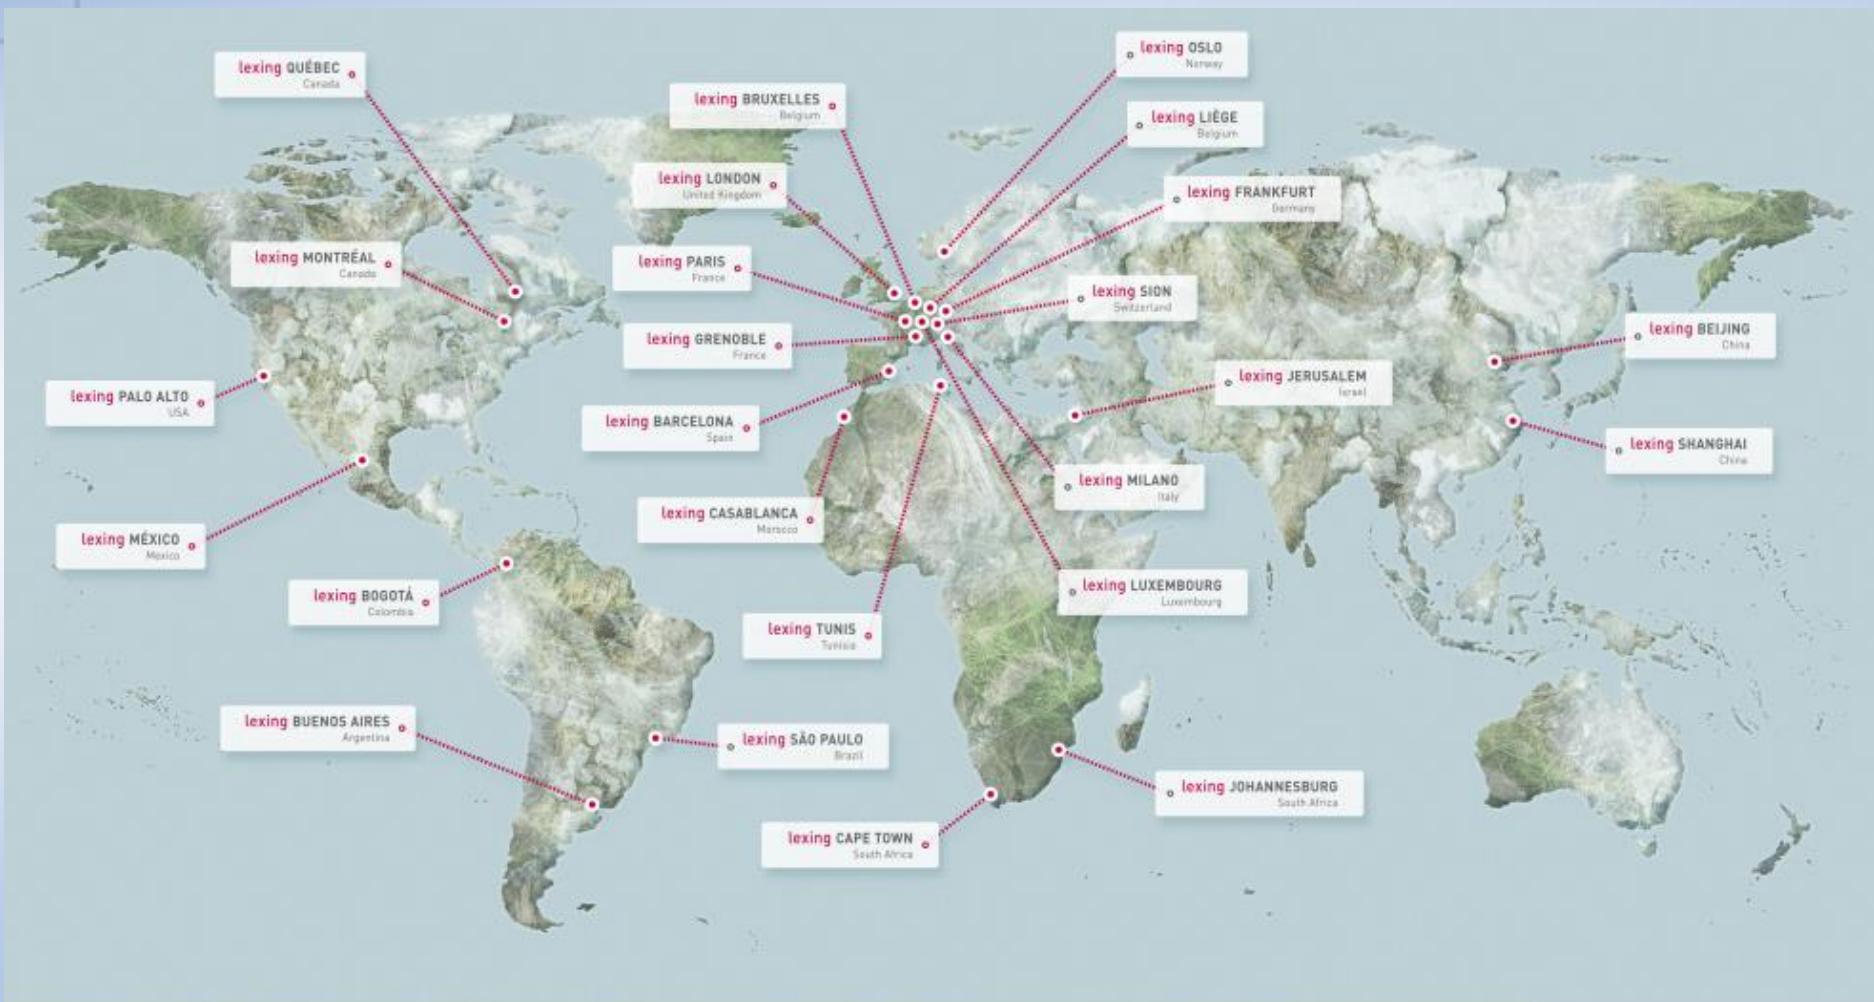 lexing OSLO
Norway
lexing QUÉBEC
Canada
lexing BRUXELLES
Belgium
lexing LIÈGE
Belgium
lexing LONDON
United Kingdom
lexing FRANKFURT
Germany
lexing MONTRÉAL
Canada
lexing PARIS
France
lexing SION
Switzerland
lexing GRENOBLE
France
lexing BEIJING
China
lexing PALO ALTO
USA
lexing JERUSALEM
Israel
lexing BARCELONA
Spain
lexing SHANGHAI
China
lexing MILANO
Italy
lexing CASABLANCA
Morocco
lexing MÉXICO
Mexico
lexing BOGOTÁ
Colombia
lexing LUXEMBOURG
Luxembourg
lexing TUNIS
Tunisia
lexing BUENOS AIRES
Argentina
lexing SÃO PAULO
Brazil
lexing JOHANNESBURG
South Africa
lexing CAPE TOWN
South Africa